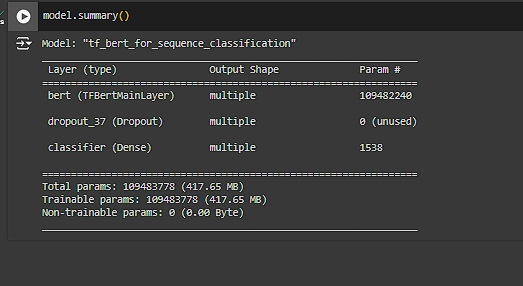 model.summary()
Model: "tf_bert_for_sequence_classification"
Layer (type) Output Shape Param #
bert (TFBertMainLayer) multiple 109482240
dropout_37 (Dropout) multiple 0 (unused)
classifier (Dense) multiple 1538
Total params: 109483778 (417.65 MB)
Trainable params: 109483778 (417.65 MB)
Non-trainable params: 0 (0.00 Byte)